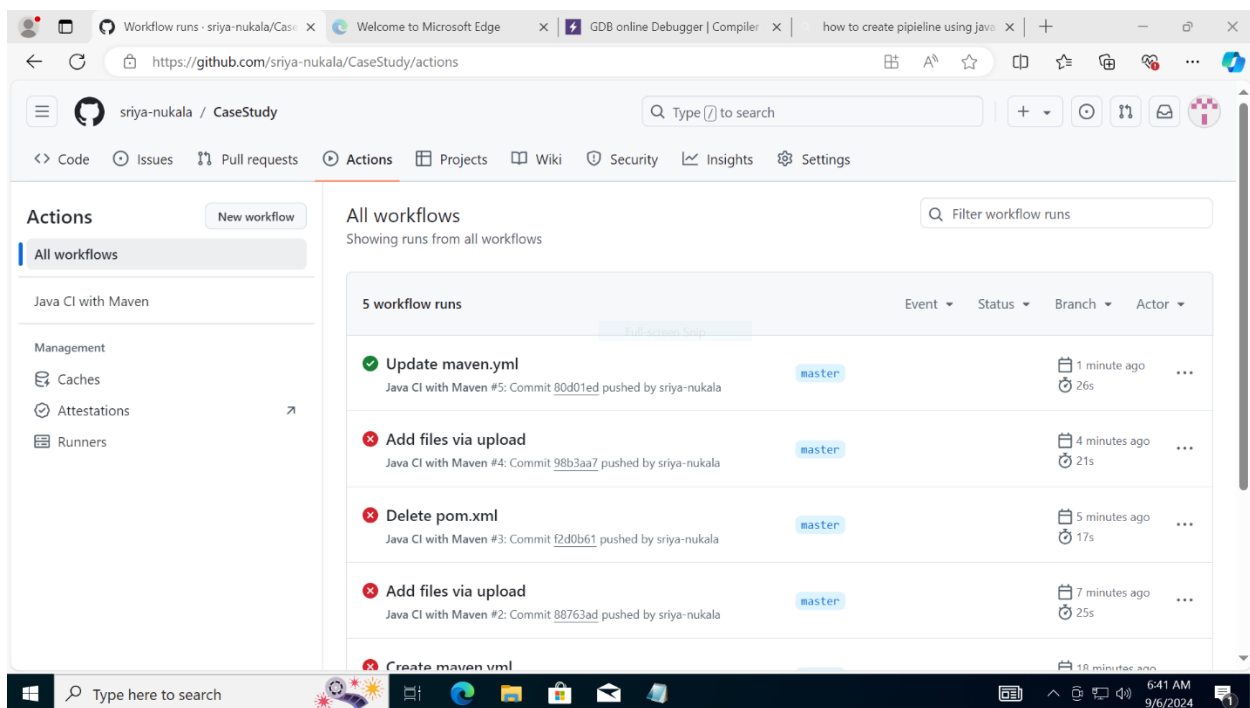 Workflow runs · sriya-nukala/Case
Welcome to Microsoft Edge
GDB online Debugger | Compiler
how to create pipieline using java
https://github.com/sriya-nukala/CaseStudy/actions
sriya-nukala / CaseStudy
Type / to search
<> Code
Issues
Pull requests
Actions
Projects
Wiki
Security
Insights
Settings
Actions
New workflow
All workflows
Java CI with Maven
Management
Caches
Attestations
Runners
All workflows
Showing runs from all workflows
Filter workflow runs
5 workflow runs
Event
Status
Branch
Actor
Full-screen Snip
Update maven.yml
Java CI with Maven #5: Commit 80d01ed pushed by sriya-nukala
master
1 minute ago
26s
Add files via upload
Java CI with Maven #4: Commit 98b3aa7 pushed by sriya-nukala
master
4 minutes ago
21s
Delete pom.xml
Java CI with Maven #3: Commit f2d0b61 pushed by sriya-nukala
master
5 minutes ago
17s
Add files via upload
Java CI with Maven #2: Commit 88763ad pushed by sriya-nukala
master
7 minutes ago
25s
Create maven.yml
18 minutes ago
Type here to search
6:41 AM
9/6/2024
1